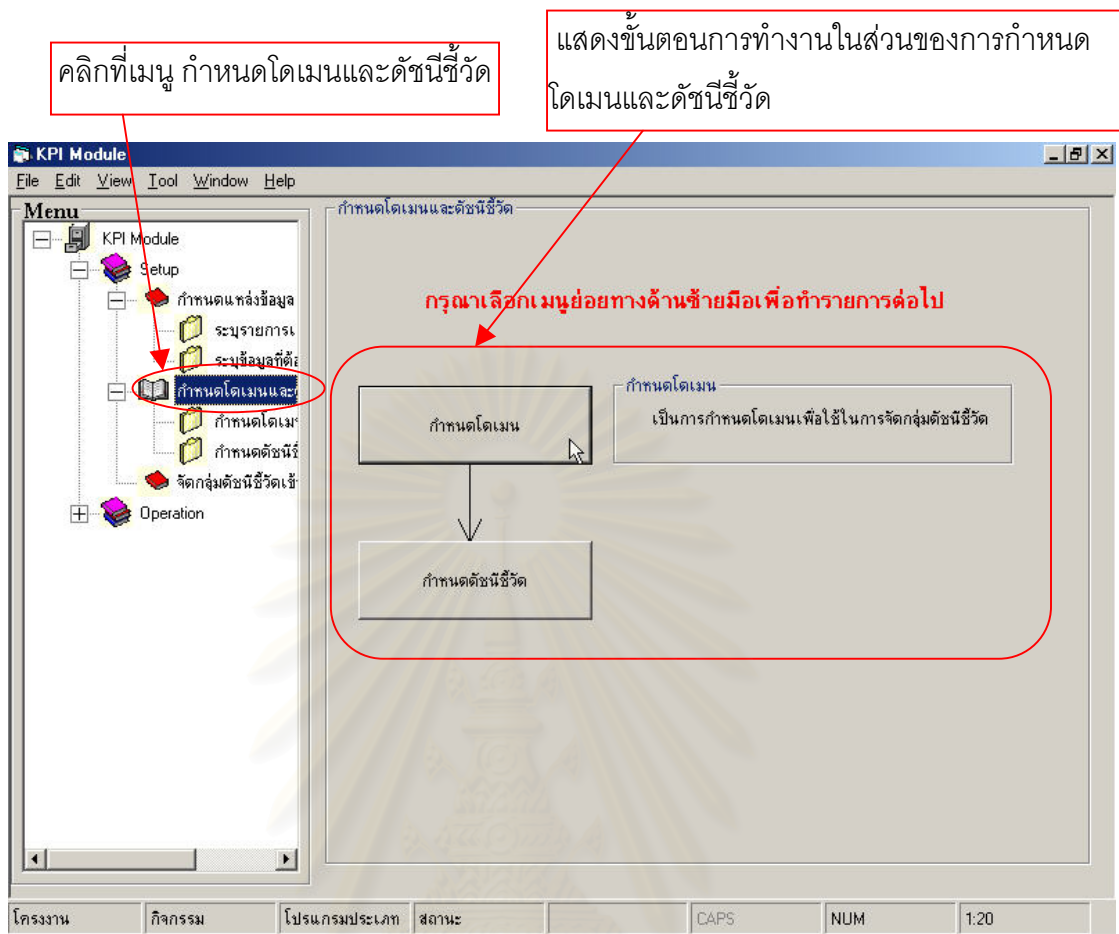 คลิกที่เมนู กำหนดโดเมนและดัชนีชี้วัด
แสดงขั้นตอนการทำงานในส่วนของการกำหนด
โดเมนและดัชนีชี้วัด
KPI Module
File Edit View Tool Window Help
Menu
KPI Module
Setup
กำหนดแหล่งข้อมูล
ระบุรายการเ
ระบุข้อมูลที่ต้อ
กำหนดโดเมนและ
กำหนดโดเม
กำหนดดัชนีชี้
จัดกลุ่มดัชนีชี้วัดเข้า
Operation
กำหนดโดเมนและดัชนีชี้วัด
กรุณาเลือกเมนูย่อยทางด้านซ้ายมือเพื่อทำรายการต่อไป
กำหนดโดเมน
กำหนดโดเมน
เป็นการกำหนดโดเมนเพื่อใช้ในการจัดกลุ่มดัชนีชี้วัด
กำหนดดัชนีชี้วัด
โครงงาน กิจกรรม โปรแกรมประเภท สถานะ CAPS NUM 1:20